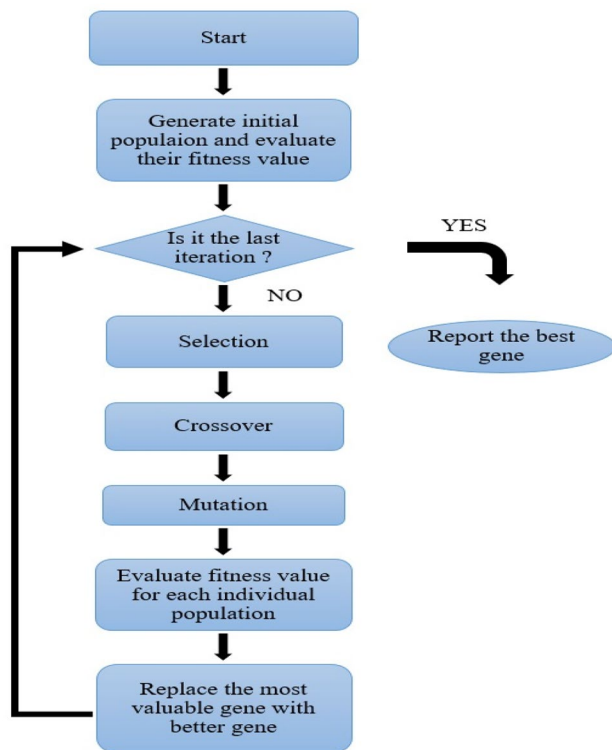 Start
Generate initial
populaion and evaluate
their fitness value
Is it the last
iteration ?
YES
NO
Report the best
gene
Selection
Crossover
Mutation
Evaluate fitness value
for each individual
population
Replace the most
valuable gene with
better gene